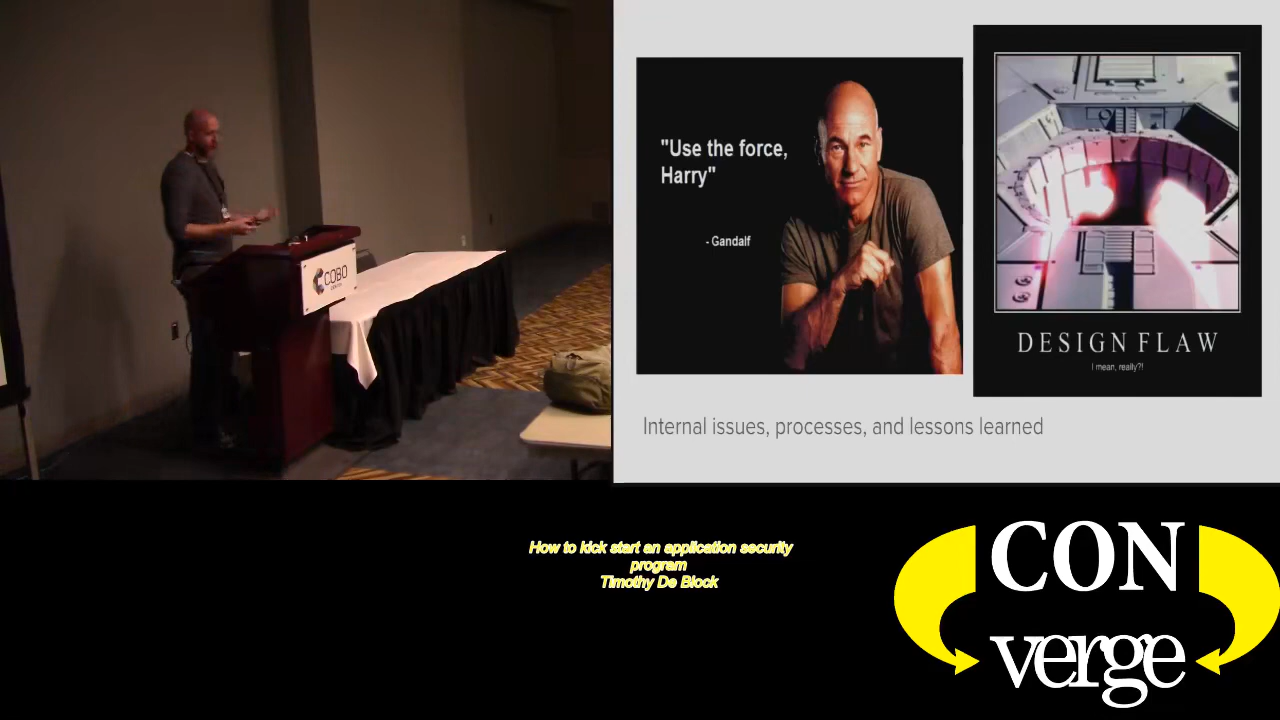 COBO
"Use the force,
Harry"
- Gandalf
DESIGN FLAW
I mean, really?!
Internal issues, processes, and lessons learned
How to kick start an application security
program
Timothy De Block
CON
verge